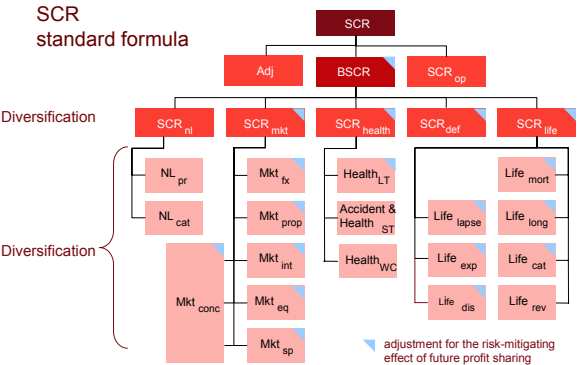 SCR
standard formula
SCR
Adj
BSCR
SCR op
Diversification
SCR nl
SCR mkt
SCR health
SCR def
SCR life
NL pr
Mkt fx
Health LT
Life mort
NL cat
Mkt prop
Accident &
Health ST
Life lapse
Life long
Diversification
Mkt conc
Mkt int
Health WC
Life exp
Life cat
Mkt eq
Life dis
Life rev
Mkt sp
adjustment for the risk-mitigating
effect of future profit sharing